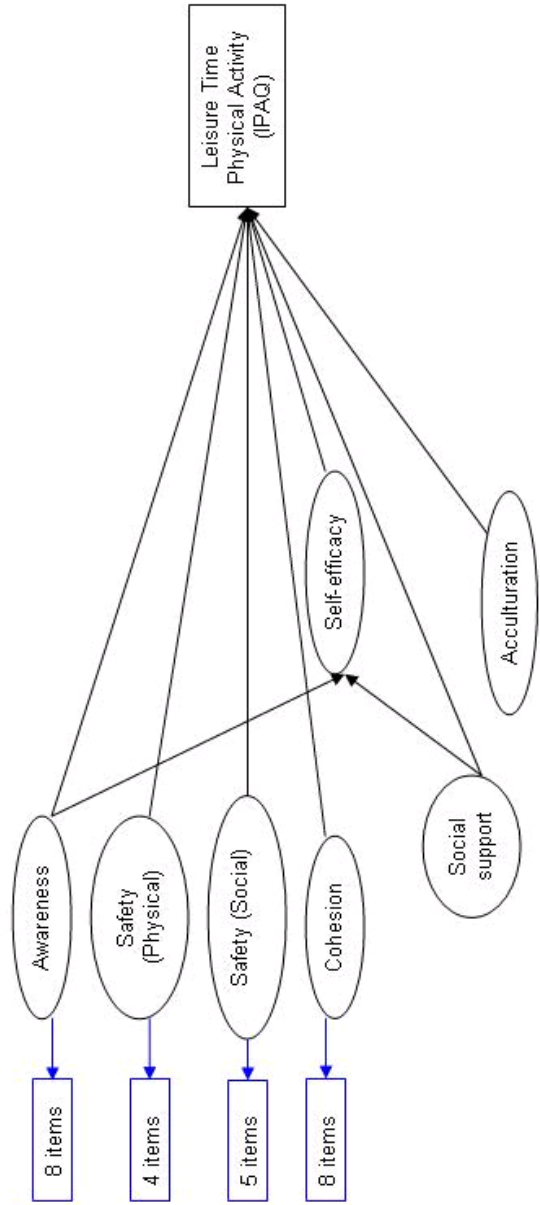 8 items
4 items
5 items
8 items
Awareness
Safety
(Physical)
Safety (Social)
Cohesion
Social
support
Self-efficacy
Acculturation
Leisure Time
Physical Activity
(IPAQ)